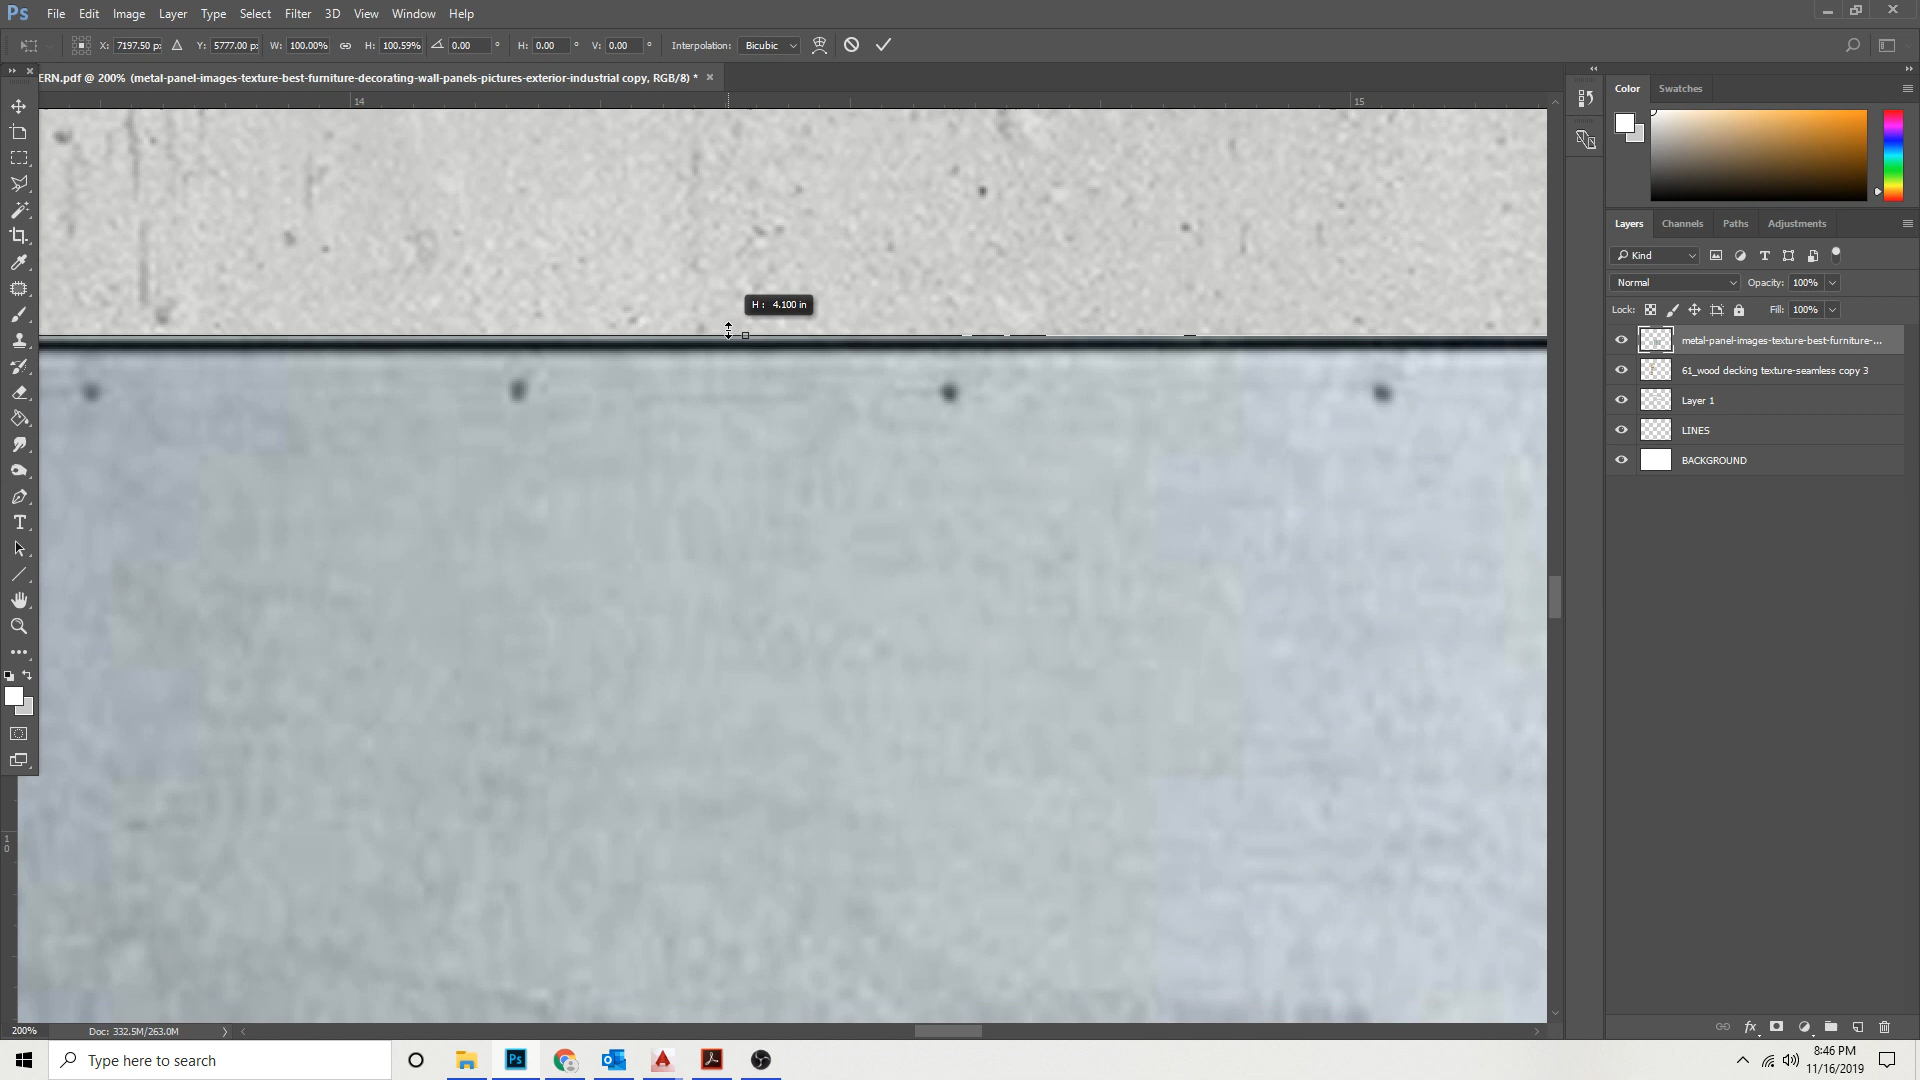 Ps File Edit Image Layer Type Select Filter 3D View Window Help
X: 7197.50 px Y: 5777.00 px W: 100.00% H: 100.59% 0.00 ° H: 0.00 ° V: 0.00 ° Interpolation: Bicubic
ERN.pdf @ 200% (metal-panel-images-texture-best-furniture-decorating-wall-panels-pictures-exterior-industrial copy, RGB/8) * ×
14 15
Color Swatches
H : 4.100 in
Layers Channels Paths Adjustments
Kind
Normal Opacity: 100%
Lock: Fill: 100%
metal-panel-images-texture-best-furniture-...
61_wood decking texture-seamless copy 3
Layer 1
LINES
BACKGROUND
10
200% Doc: 332.5M/263.0M
fx
Type here to search
Ps
8:46 PM
11/16/2019